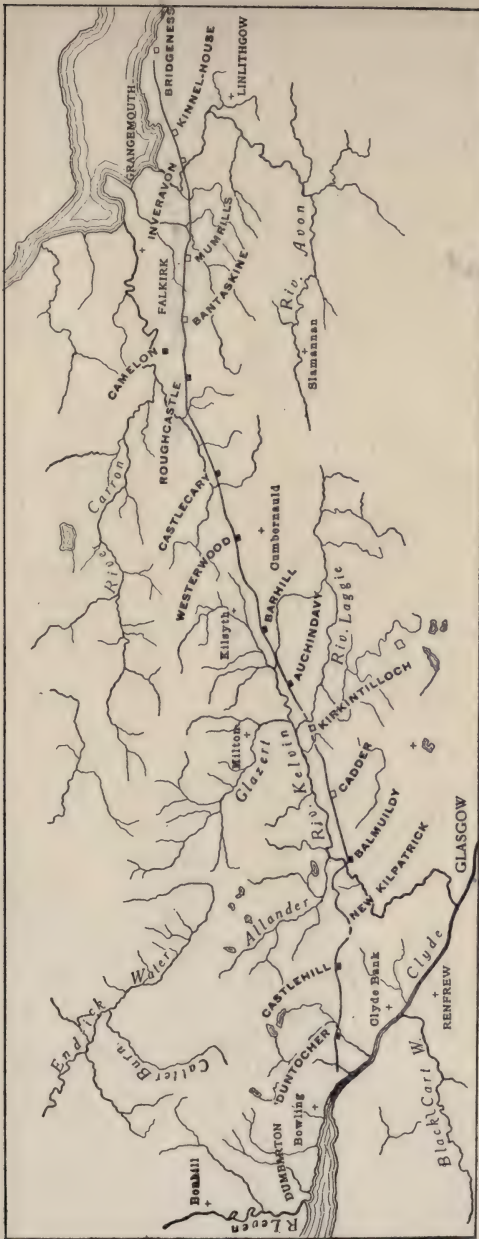 BRIDGENESS
KINNEL-HOUSE
LINLITHGOW
GRANGEMOUTH
INVERAVON
MUMRILLS
FALKIRK
BANTASKINE
Riv. Avon
Slamannan
CAMELON
ROUGHCASTLE
River Carron
CASTLECARY
WESTERWOOD
Cumbernauld
BARHILL
Kilsyth
AUCHINDAVY
Riv. Luggie
KIRKINTILLOCH
Milton
Glazert
Riv. Kelvin
CADDER
BALMUILDY
NEW KILPATRICK
GLASGOW
Allander
CASTLEHILL
Clyde Bank
Clyde
RENFREW
Endrick Water
Catter Burn
DUNTOCHER
Bowling
DUMBARTON
Black Cart W.
Bonhill
R. Leven